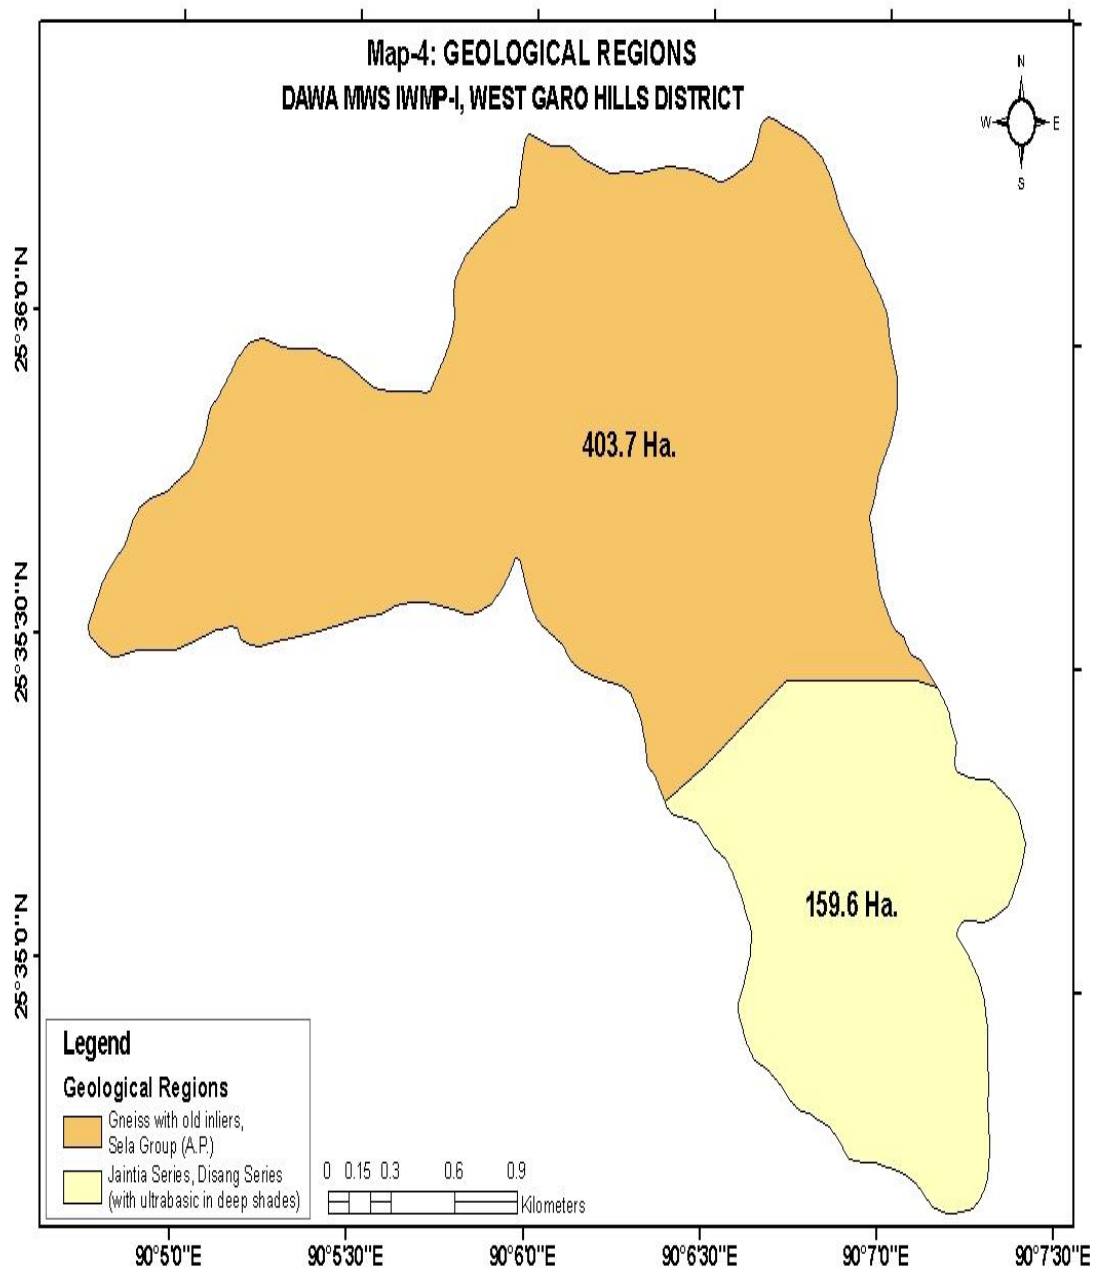 Map-4: GEOLOGICAL REGIONS
DAWA MWS IWMP-I, WEST GARO HILLS DISTRICT
N
W
E
S
25°36'0"N
25°35'30"N
25°35'0"N
403.7 Ha.
159.6 Ha.
Legend
Geological Regions
Gneiss with old inliers,
Sela Group (A.P.)
Jaintia Series, Disang Series
(with ultrabasic in deep shades)
0 0.15 0.3 0.6 0.9
Kilometers
90°5'0"E 90°5'30"E 90°6'0"E 90°6'30"E 90°7'0"E 90°7'30"E